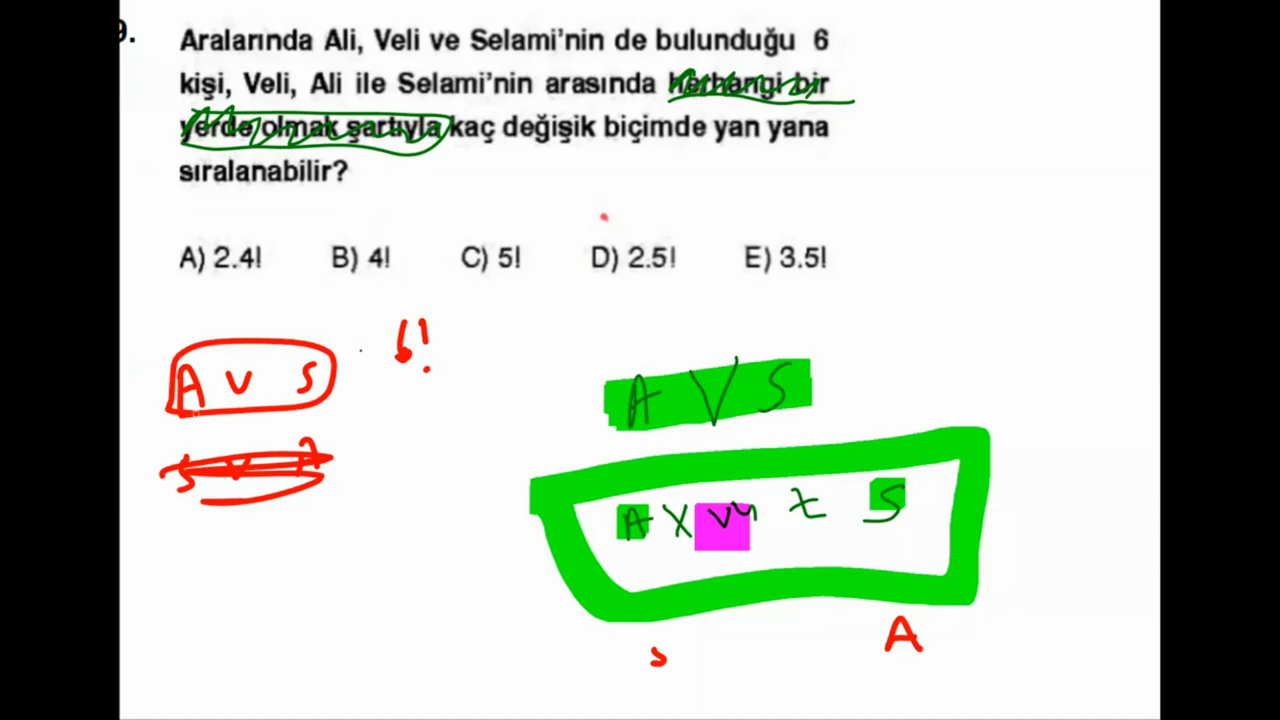 9.
Aralarında Ali, Veli ve Selami'nin de bulunduğu 6
kişi, Veli, Ali ile Selami'nin arasında herhangi bir
yerde olmak şartıyla kaç değişik biçimde yan yana
sıralanabilir?
A) 2.4! B) 4! C) 5! D) 2.5! E) 3.5!
6!
A V S
A V S
S V A
A X V y z S
S A